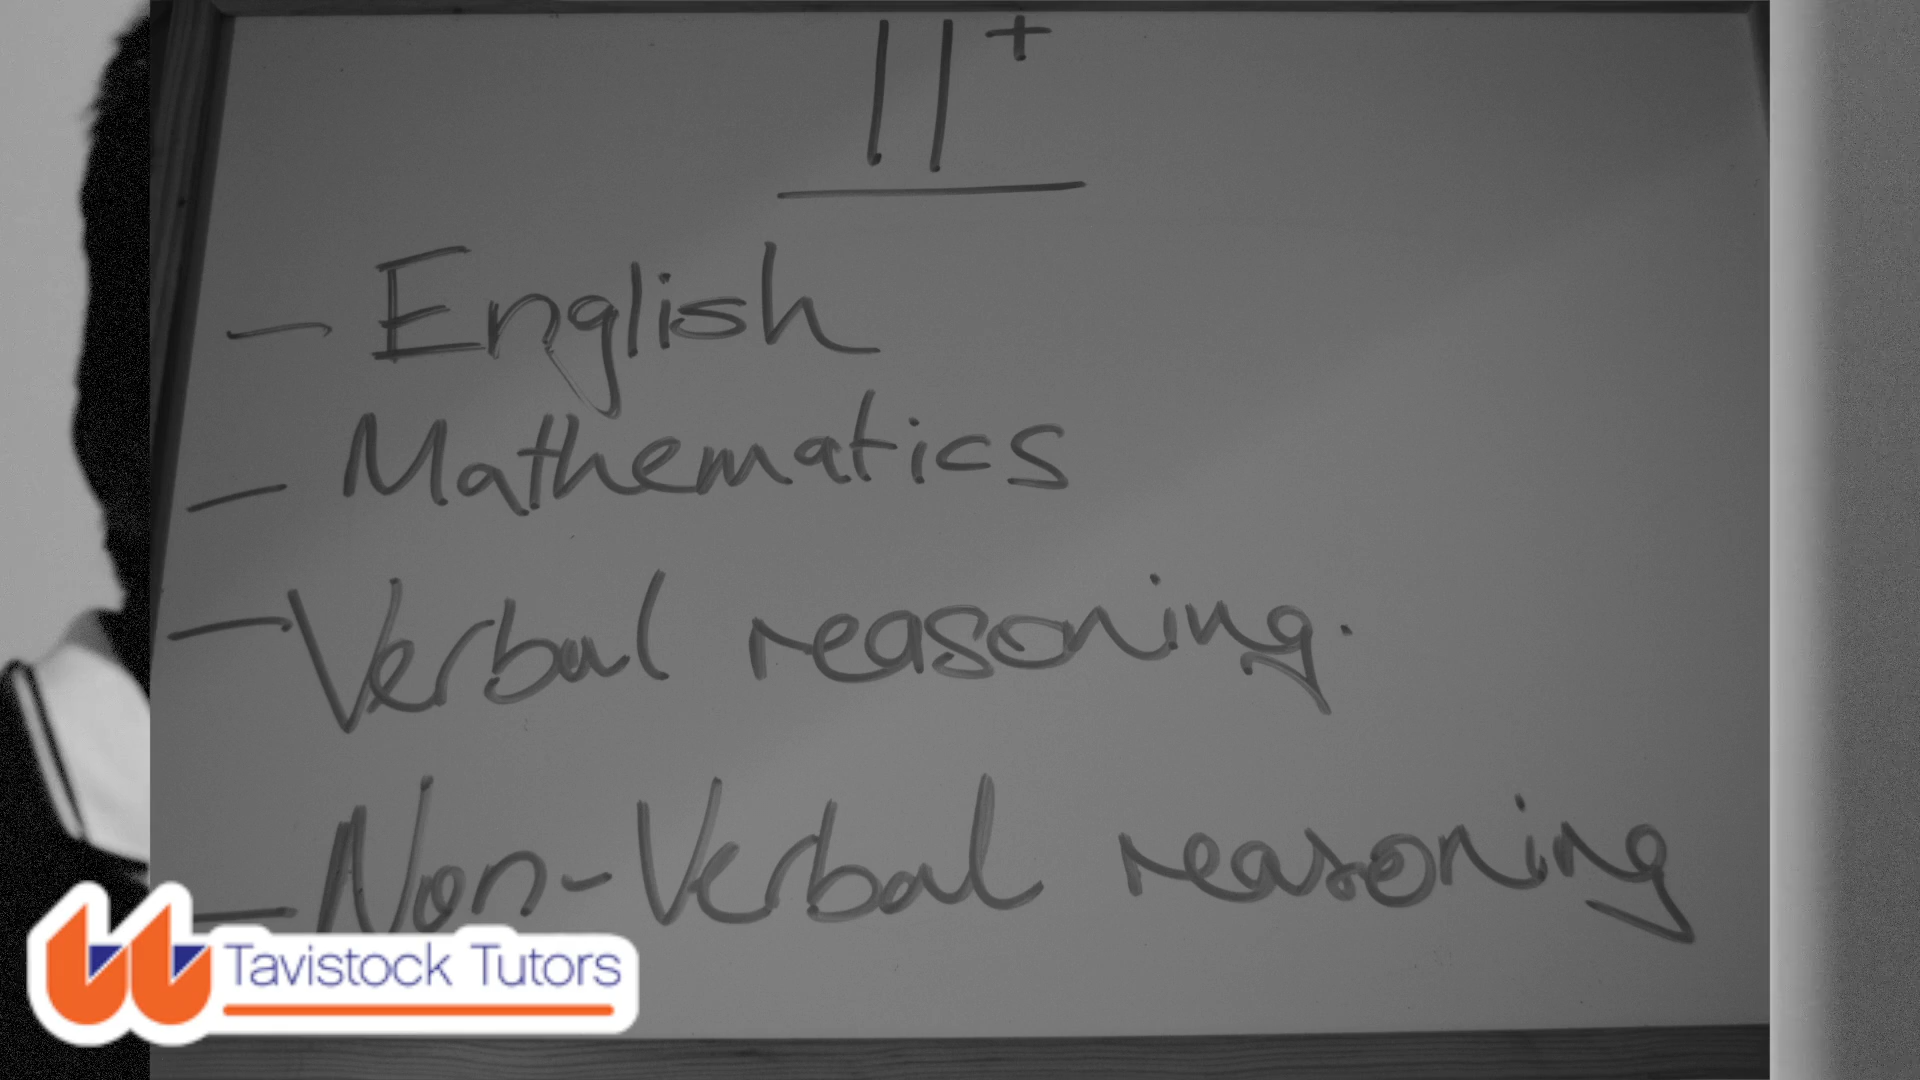 11+
- English
- Mathematics
- Verbal reasoning.
- Non-Verbal reasoning
Tavistock Tutors